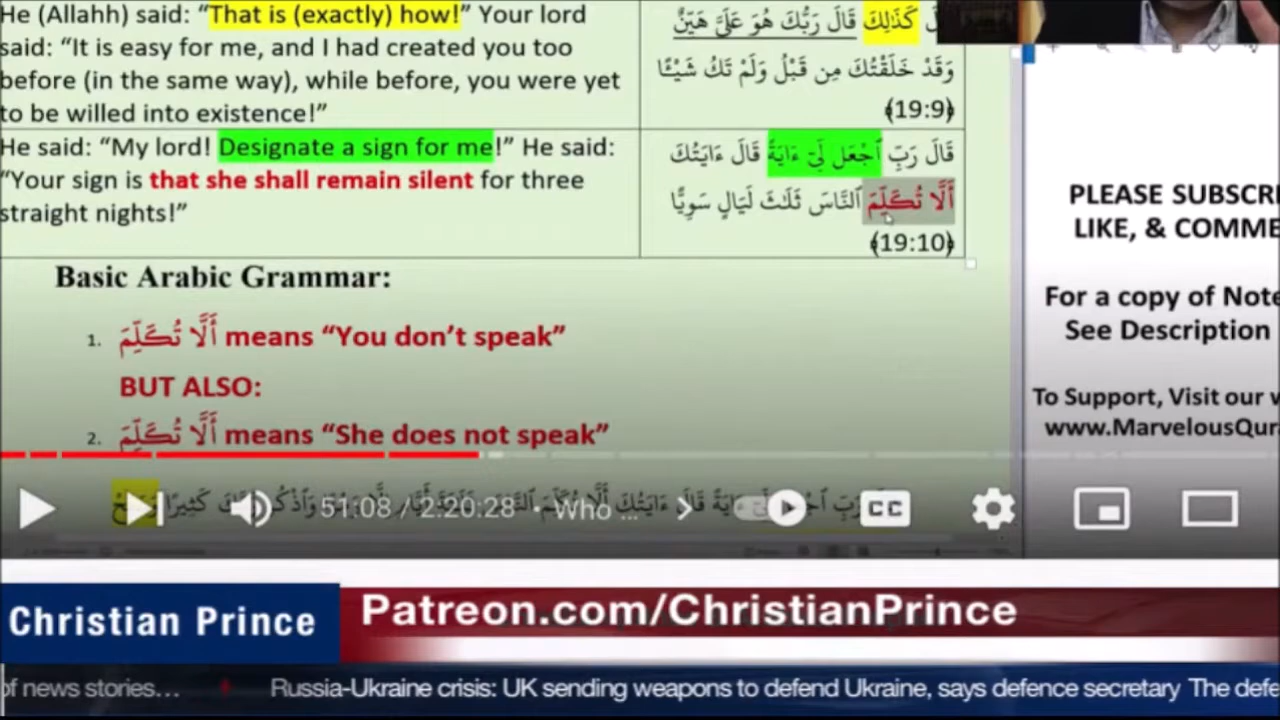 He (Allahh) said: “That is (exactly) how!” Your lord
said: “It is easy for me, and I had created you too
before (in the same way), while before, you were yet
to be willed into existence!”
كَذَٰلِكَ قَالَ رَبُّكَ هُوَ عَلَىَّ هَيِّنٌ
وَقَدْ خَلَقْتُكَ مِن قَبْلُ وَلَمْ تَكُ شَيْـًٔا
﴿19:9﴾
He said: “My lord! Designate a sign for me!” He said:
“Your sign is that she shall remain silent for three
straight nights!”
قَالَ رَبِّ ٱجْعَل لِّىٓ ءَايَةً قَالَ ءَايَتُكَ
أَلَّا تُكَلِّمَ ٱلنَّاسَ ثَلَـٰثَ لَيَالٍ سَوِيًّا
﴿19:10﴾
Basic Arabic Grammar:
1. أَلَّا تُكَلِّمَ means “You don’t speak”
BUT ALSO:
2. أَلَّا تُكَلِّمَ means “She does not speak”
51:08 / 2:20:28 • Who ...
CC
PLEASE SUBSCRI
LIKE, & COMME
For a copy of Note
See Description
To Support, Visit our w
www.MarvelousQura
Christian Prince
Patreon.com/ChristianPrince
of news stories... Russia-Ukraine crisis: UK sending weapons to defend Ukraine, says defence secretary The defe